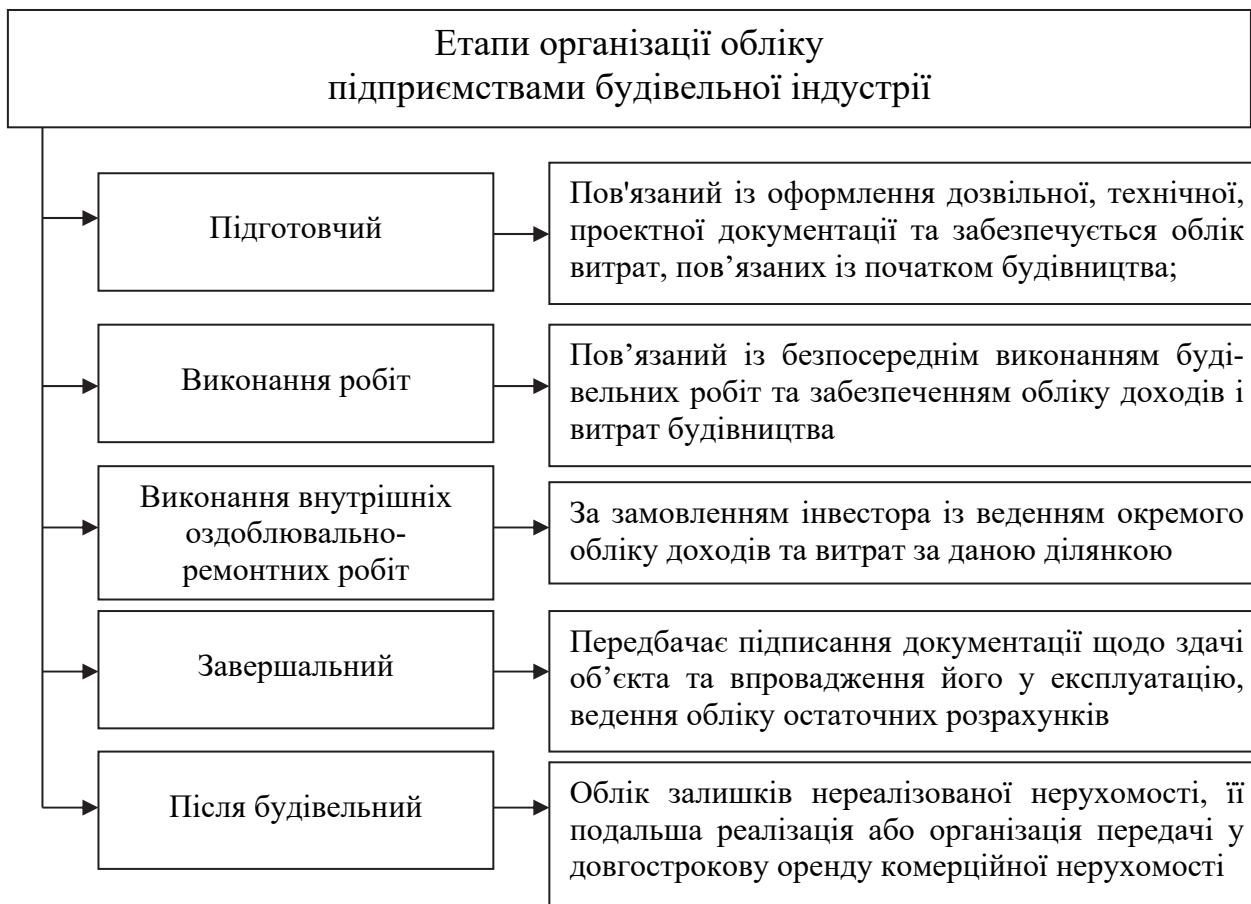 Етапи організації обліку
підприємствами будівельної індустрії
Підготовчий
Пов'язаний із оформлення дозвільної, технічної,
проектної документації та забезпечується облік
витрат, пов’язаних із початком будівництва;
Виконання робіт
Пов’язаний із безпосереднім виконанням буді-
вельних робіт та забезпеченням обліку доходів і
витрат будівництва
Виконання внутрішніх
оздоблювально-
ремонтних робіт
За замовленням інвестора із веденням окремого
обліку доходів та витрат за даною ділянкою
Завершальний
Передбачає підписання документації щодо здачі
об’єкта та впровадження його у експлуатацію,
ведення обліку остаточних розрахунків
Після будівельний
Облік залишків нереалізованої нерухомості, її
подальша реалізація або організація передачі у
довгострокову оренду комерційної нерухомості